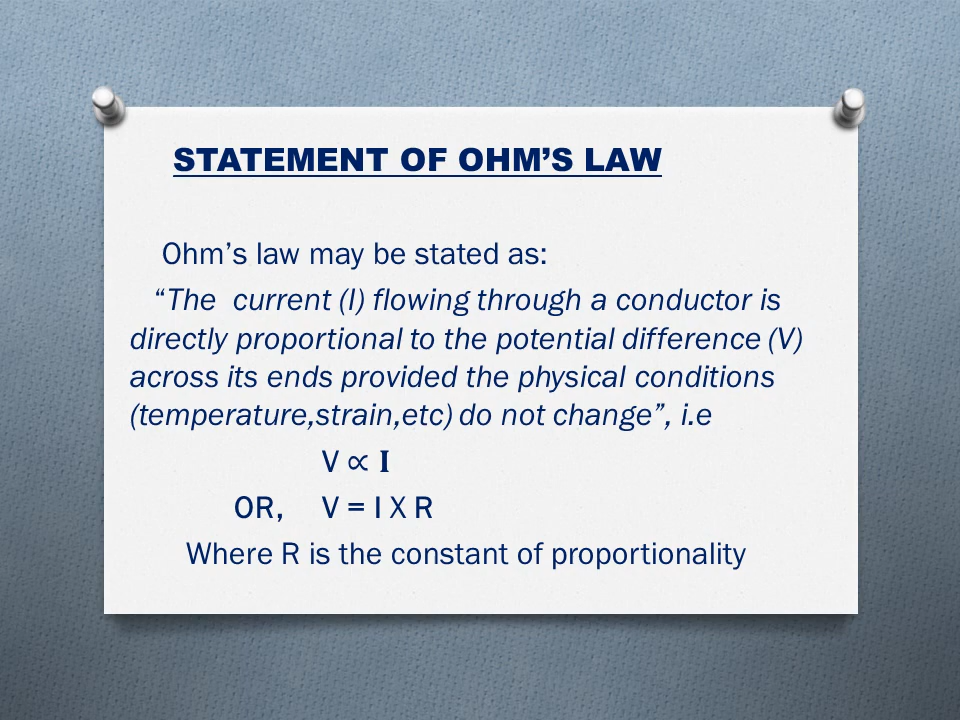 STATEMENT OF OHM’S LAW
Ohm’s law may be stated as:
“The  current (I) flowing through a conductor is
directly proportional to the potential difference (V)
across its ends provided the physical conditions
(temperature,strain,etc) do not change”, i.e
V ∝ I
OR, V = I X R
Where R is the constant of proportionality